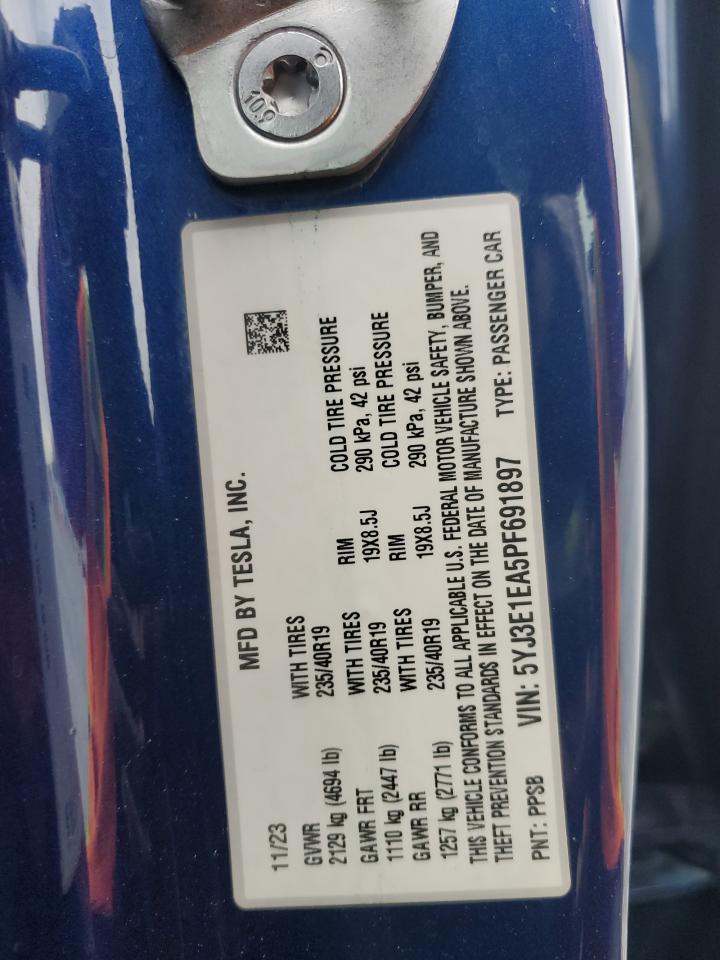 10.9
MFD BY TESLA, INC.
11/23
GVWR WITH TIRES
2129 kg (4694 lb) 235/40R19 RIM COLD TIRE PRESSURE
GAWR FRT WITH TIRES 19X8.5J 290 kPa, 42 psi
1110 kg (2447 lb) 235/40R19 RIM COLD TIRE PRESSURE
GAWR RR WITH TIRES 19X8.5J 290 kPa, 42 psi
1257 kg (2771 lb) 235/40R19
THIS VEHICLE CONFORMS TO ALL APPLICABLE U.S. FEDERAL MOTOR VEHICLE SAFETY, BUMPER, AND
THEFT PREVENTION STANDARDS IN EFFECT ON THE DATE OF MANUFACTURE SHOWN ABOVE.
PNT: PPSB VIN: 5YJ3E1EA5PF691897 TYPE: PASSENGER CAR